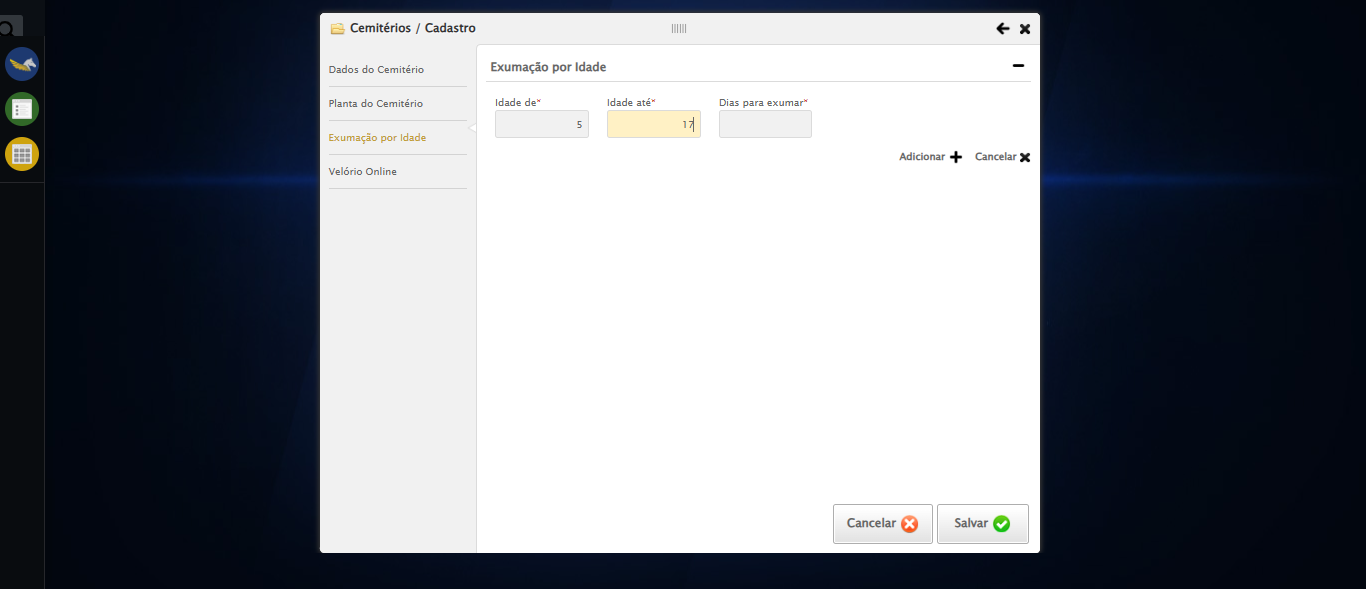 Cemitérios / Cadastro
Dados do Cemitério
Planta do Cemitério
Exumação por Idade
Velório Online
Exumação por Idade
Idade de* Idade até* Dias para exumar*
5 17
Adicionar Cancelar
Cancelar Salvar